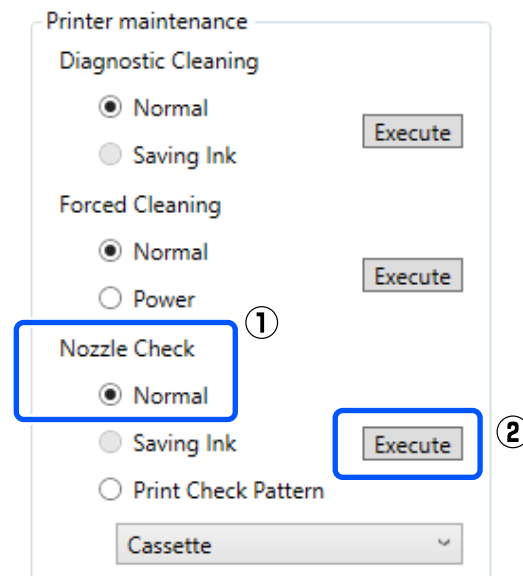 Printer maintenance
Diagnostic Cleaning
Normal
Execute
Saving Ink
Forced Cleaning
Normal
Execute
Power
①
Nozzle Check
Normal
Saving Ink
Execute
②
Print Check Pattern
Cassette